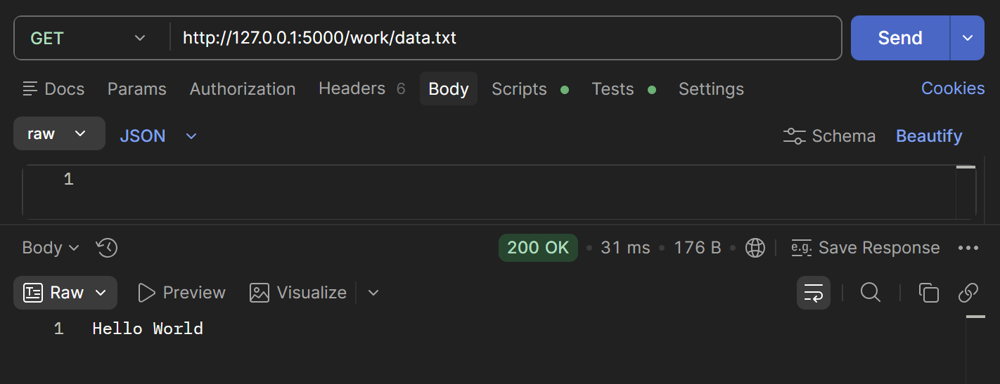 GET http://127.0.0.1:5000/work/data.txt Send
Docs Params Authorization Headers 6 Body Scripts Tests Settings Cookies
raw JSON Schema Beautify
1
Body 200 OK • 31 ms • 176 B • e.g. Save Response
Raw Preview Visualize
1 Hello World